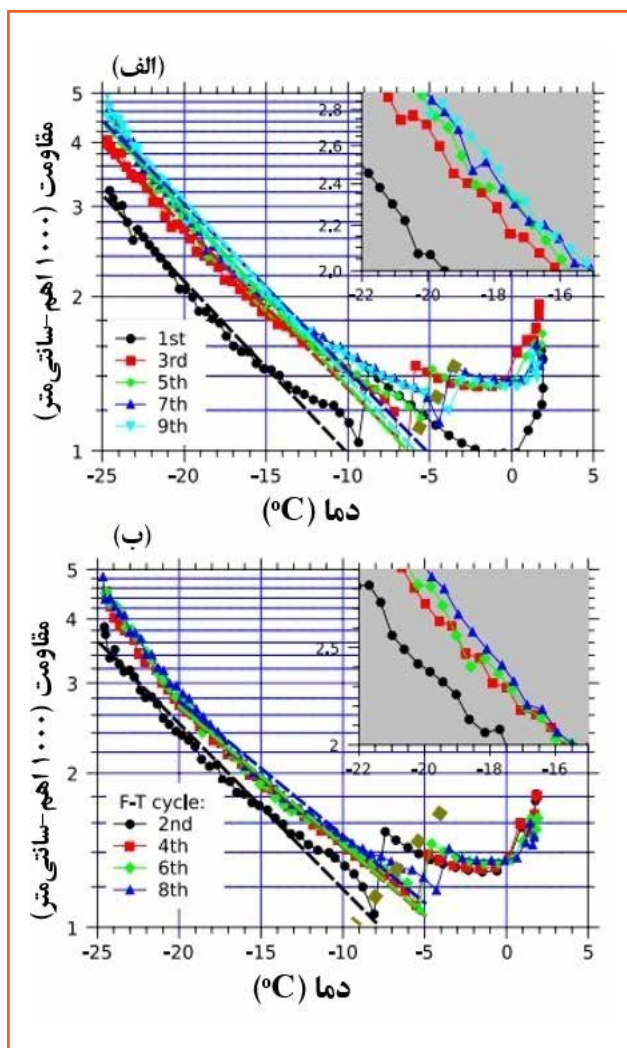 (الف)
مقاومت (۱۰۰۰ اهم-سانتی‌متر)
5
4
3
2
1
2.8
2.6
2.4
2.2
2.0
-22 -20 -18 -16
1st
3rd
5th
7th
9th
-25 -20 -15 -10 -5 0 5
دما (°C)
(ب)
مقاومت (۱۰۰۰ اهم-سانتی‌متر)
5
4
3
2
1
2.5
2
-22 -20 -18 -16
F-T cycle:
2nd
4th
6th
8th
-25 -20 -15 -10 -5 0 5
دما (°C)